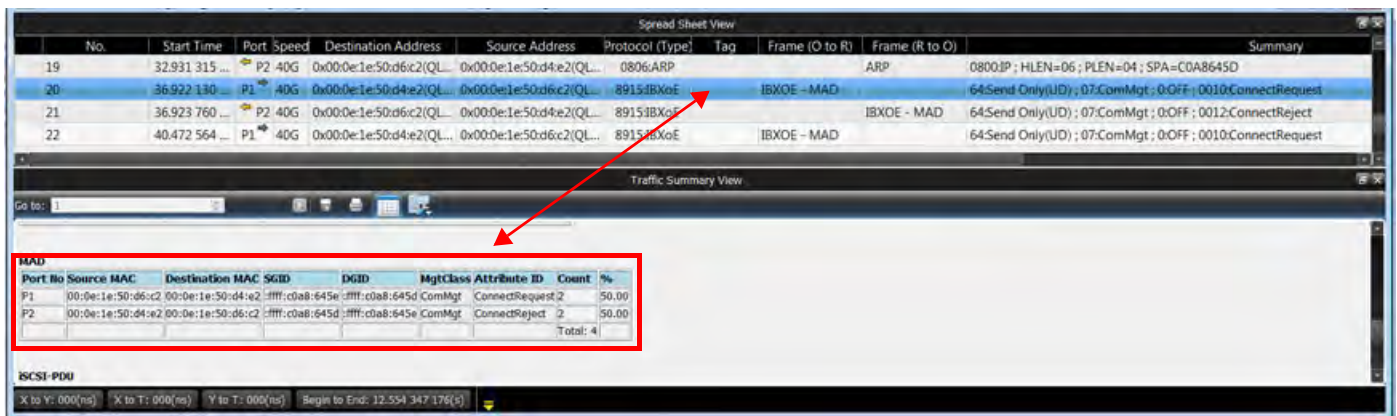 Spread Sheet View
No. Start Time Port Speed Destination Address Source Address Protocol (Type) Tag Frame (O to R) Frame (R to O) Summary
19 32.931 315 ... P2 40G 0x00:0e:1e:50:d6:c2(QL... 0x00:0e:1e:50:d4:e2(QL... 0806:ARP ARP 0800:IP ; HLEN=06 ; PLEN=04 ; SPA=C0A8645D
20 36.922 130 ... P1 40G 0x00:0e:1e:50:d4:e2(QL... 0x00:0e:1e:50:d6:c2(QL... 8915:IBXoE IBXOE - MAD 64:Send Only(UD) ; 07:ComMgt ; 0:OFF ; 0010:ConnectRequest
21 36.923 760 ... P2 40G 0x00:0e:1e:50:d6:c2(QL... 0x00:0e:1e:50:d4:e2(QL... 8915:IBXoE IBXOE - MAD 64:Send Only(UD) ; 07:ComMgt ; 0:OFF ; 0012:ConnectReject
22 40.472 564 ... P1 40G 0x00:0e:1e:50:d4:e2(QL... 0x00:0e:1e:50:d6:c2(QL... 8915:IBXoE IBXOE - MAD 64:Send Only(UD) ; 07:ComMgt ; 0:OFF ; 0010:ConnectRequest
Traffic Summary View
Go to: 1
MAD
Port No Source MAC Destination MAC SGID DGID MgtClass Attribute ID Count %
P1 00:0e:1e:50:d6:c2 00:0e:1e:50:d4:e2 :ffff:c0a8:645e :ffff:c0a8:645d ComMgt ConnectRequest 2 50.00
P2 00:0e:1e:50:d4:e2 00:0e:1e:50:d6:c2 :ffff:c0a8:645d :ffff:c0a8:645e ComMgt ConnectReject 2 50.00
Total: 4
iSCSI-PDU
X to Y: 000(ns) X to T: 000(ns) Y to T: 000(ns) Begin to End: 12.554 347 176(s)